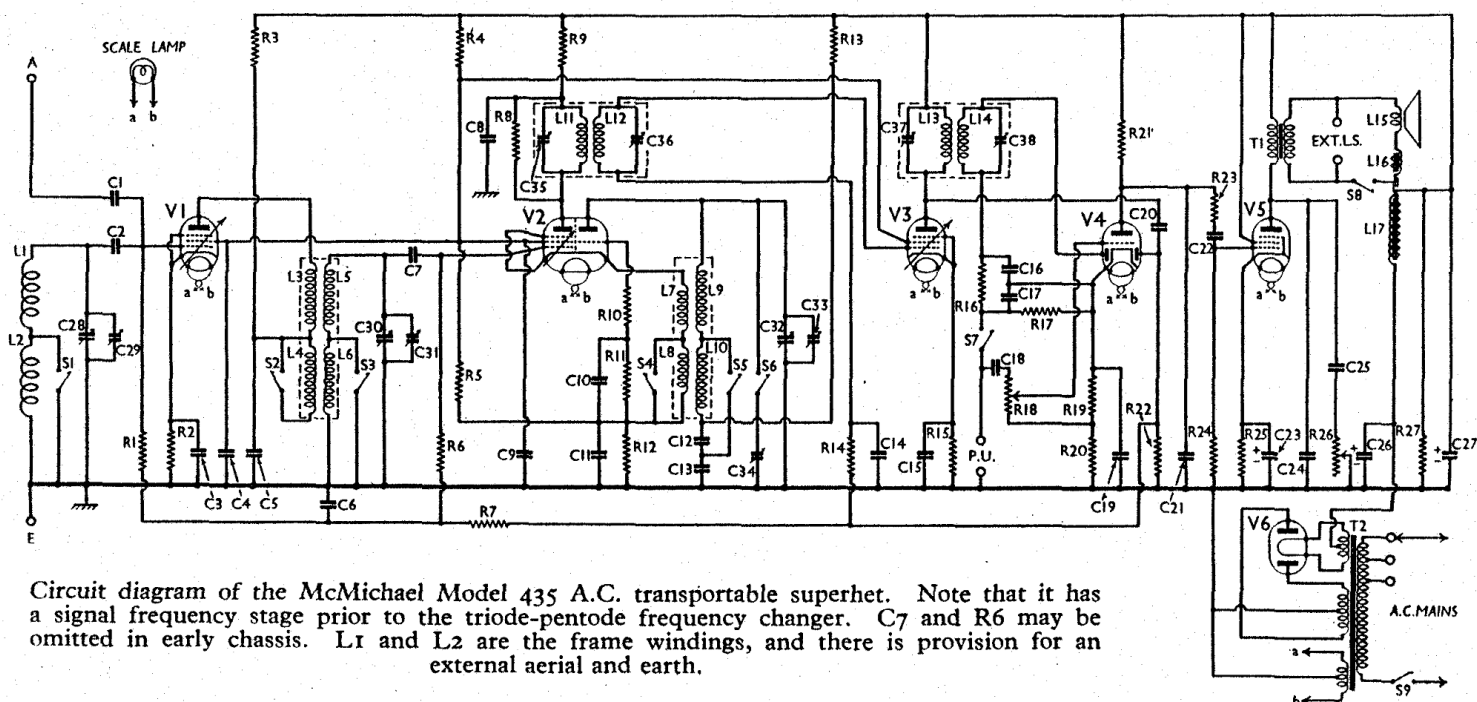 SCALE LAMP
a b
A
R3
R4
R9
R13
C1
C2
V1
L1
L2
S1
C28
C29
R1
R2
a b
C3
C4
C5
C6
L3
L5
L4
L6
S2
S3
C30
C31
C7
R6
R7
C8
R8
L11
L12
C35
C36
V2
a b
R5
R10
R11
R12
C9
C10
C11
L7
L9
L8
L10
S4
S5
S6
C12
C13
C34
C32
C33
R14
C14
C15
R15
C37
L13
L14
C38
V3
a b
R16
C16
C17
R17
S7
C18
R18
P.U.
V4
a b
R21
C20
R19
R20
C19
R22
C21
R23
C22
R24
V5
a b
R25
C23
C24
C25
R26
C26
R27
C27
T1
EXT.L.S.
L15
L16
S8
L17
V6
T2
A.C.MAINS
a
b
S9
E
Circuit diagram of the McMichael Model 435 A.C. transportable superhet. Note that it has
a signal frequency stage prior to the triode-pentode frequency changer. C7 and R6 may be
omitted in early chassis. L1 and L2 are the frame windings, and there is provision for an
external aerial and earth.